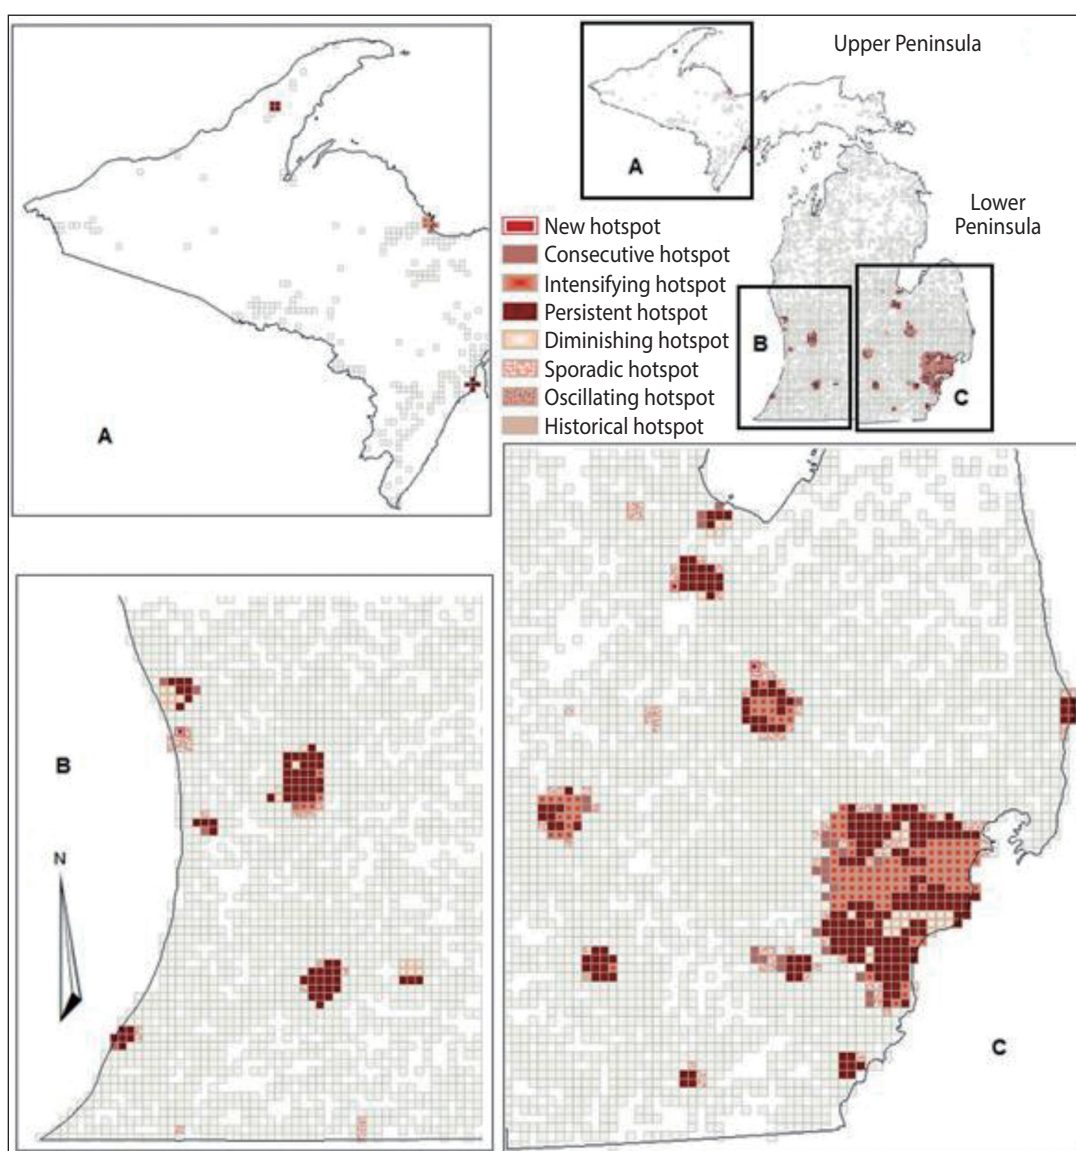 Upper Peninsula
A
Lower
Peninsula
New hotspot
Consecutive hotspot
Intensifying hotspot
Persistent hotspot
Diminishing hotspot
Sporadic hotspot
Oscillating hotspot
Historical hotspot
B
C
A
B
N
C